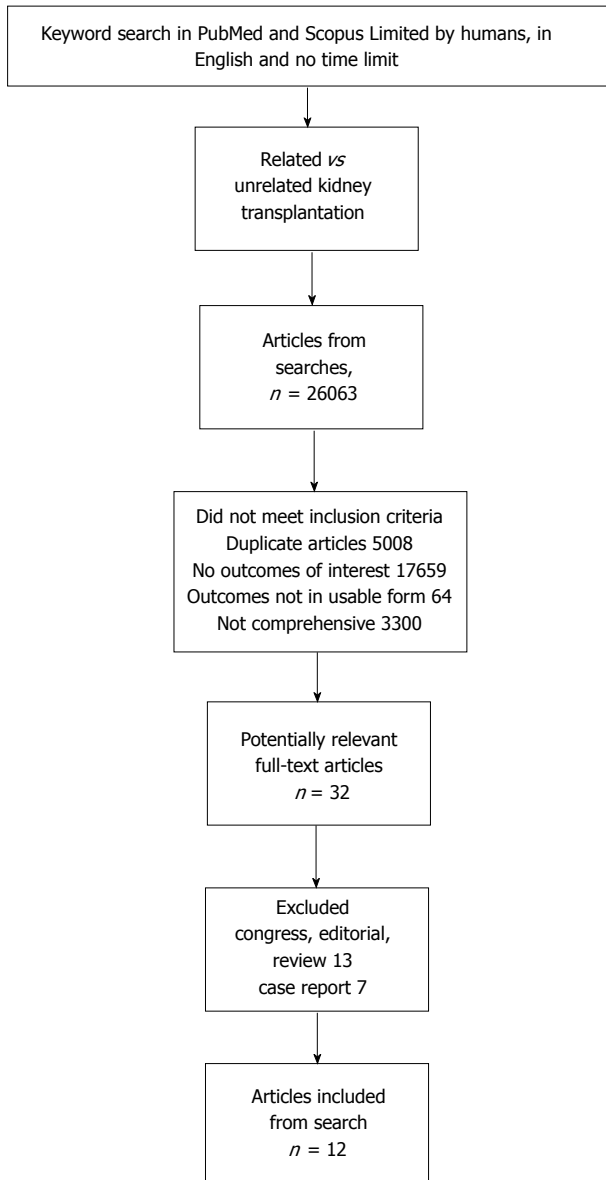 Keyword search in PubMed and Scopus Limited by humans, in
English and no time limit
Related vs
unrelated kidney
transplantation
Articles from
searches,
n = 26063
Did not meet inclusion criteria
Duplicate articles 5008
No outcomes of interest 17659
Outcomes not in usable form 64
Not comprehensive 3300
Potentially relevant
full-text articles
n = 32
Excluded
congress, editorial,
review 13
case report 7
Articles included
from search
n = 12